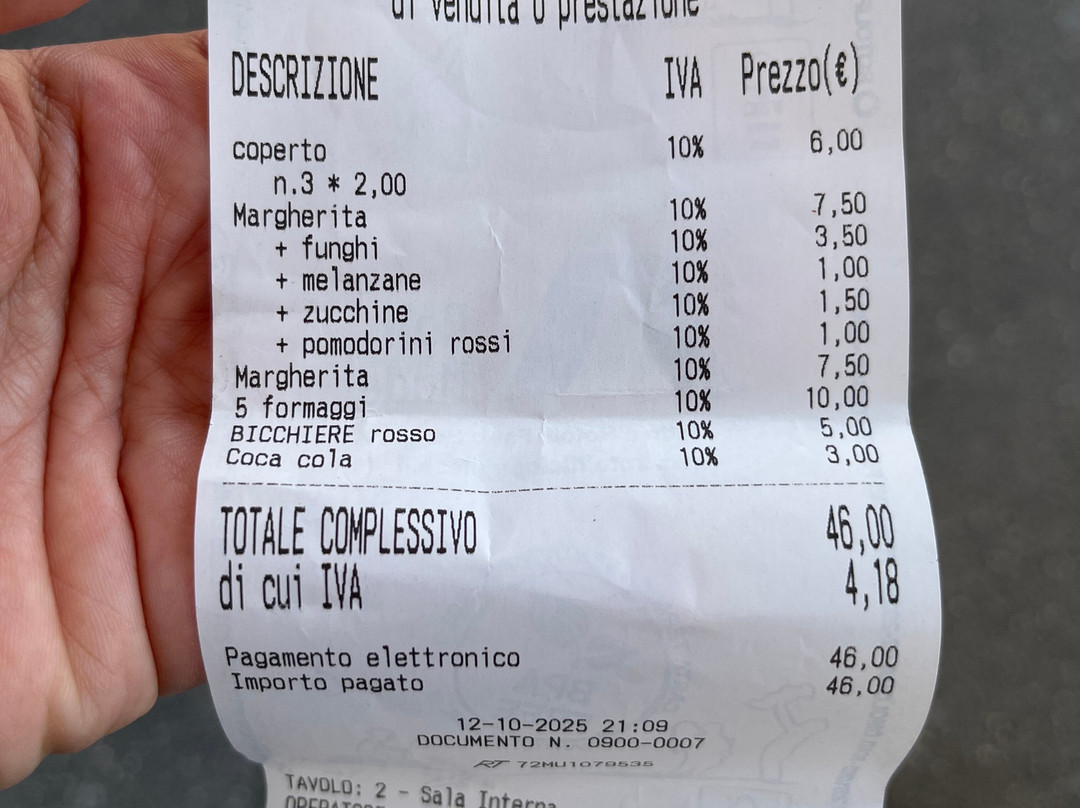 di vendita o prestazione
DESCRIZIONE IVA Prezzo(€)
coperto 10% 6,00
n.3 * 2,00
Margherita 10% 7,50
+ funghi 10% 3,50
+ melanzane 10% 1,00
+ zucchine 10% 1,50
+ pomodorini rossi 10% 1,00
Margherita 10% 7,50
5 formaggi 10% 10,00
BICCHIERE rosso 10% 5,00
Coca cola 10% 3,00
TOTALE COMPLESSIVO 46,00
di cui IVA 4,18
Pagamento elettronico 46,00
Importo pagato 46,00
12-10-2025 21:09
DOCUMENTO N. 0900-0007
RT 72MU1079535
TAVOLO: 2 - Sala Interna